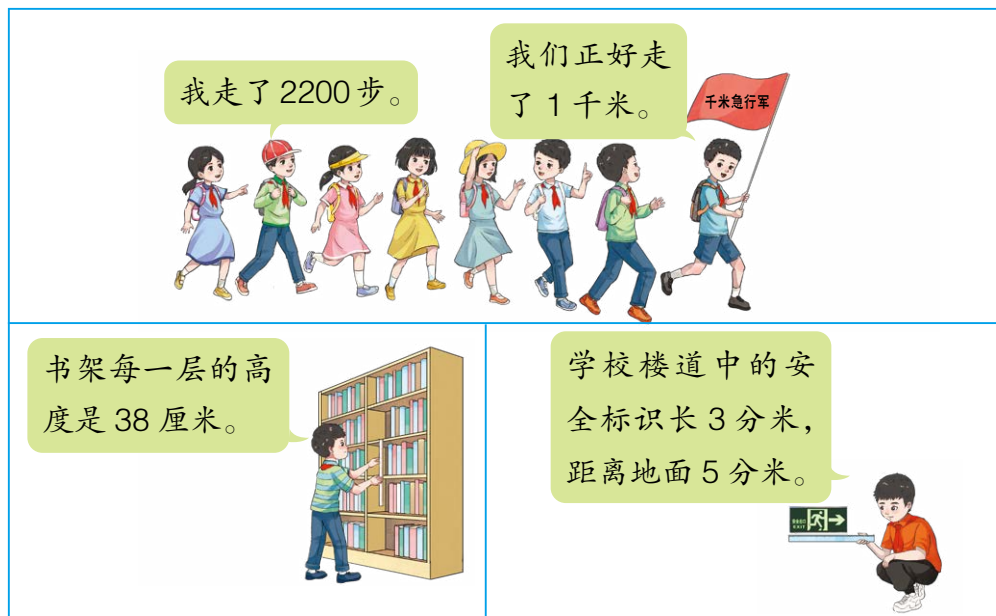 我走了2200步。
我们正好走
了1千米。
千米急行军
书架每一层的高
度是38厘米。
学校楼道中的安
全标识长3分米，
距离地面5分米。
EXIT